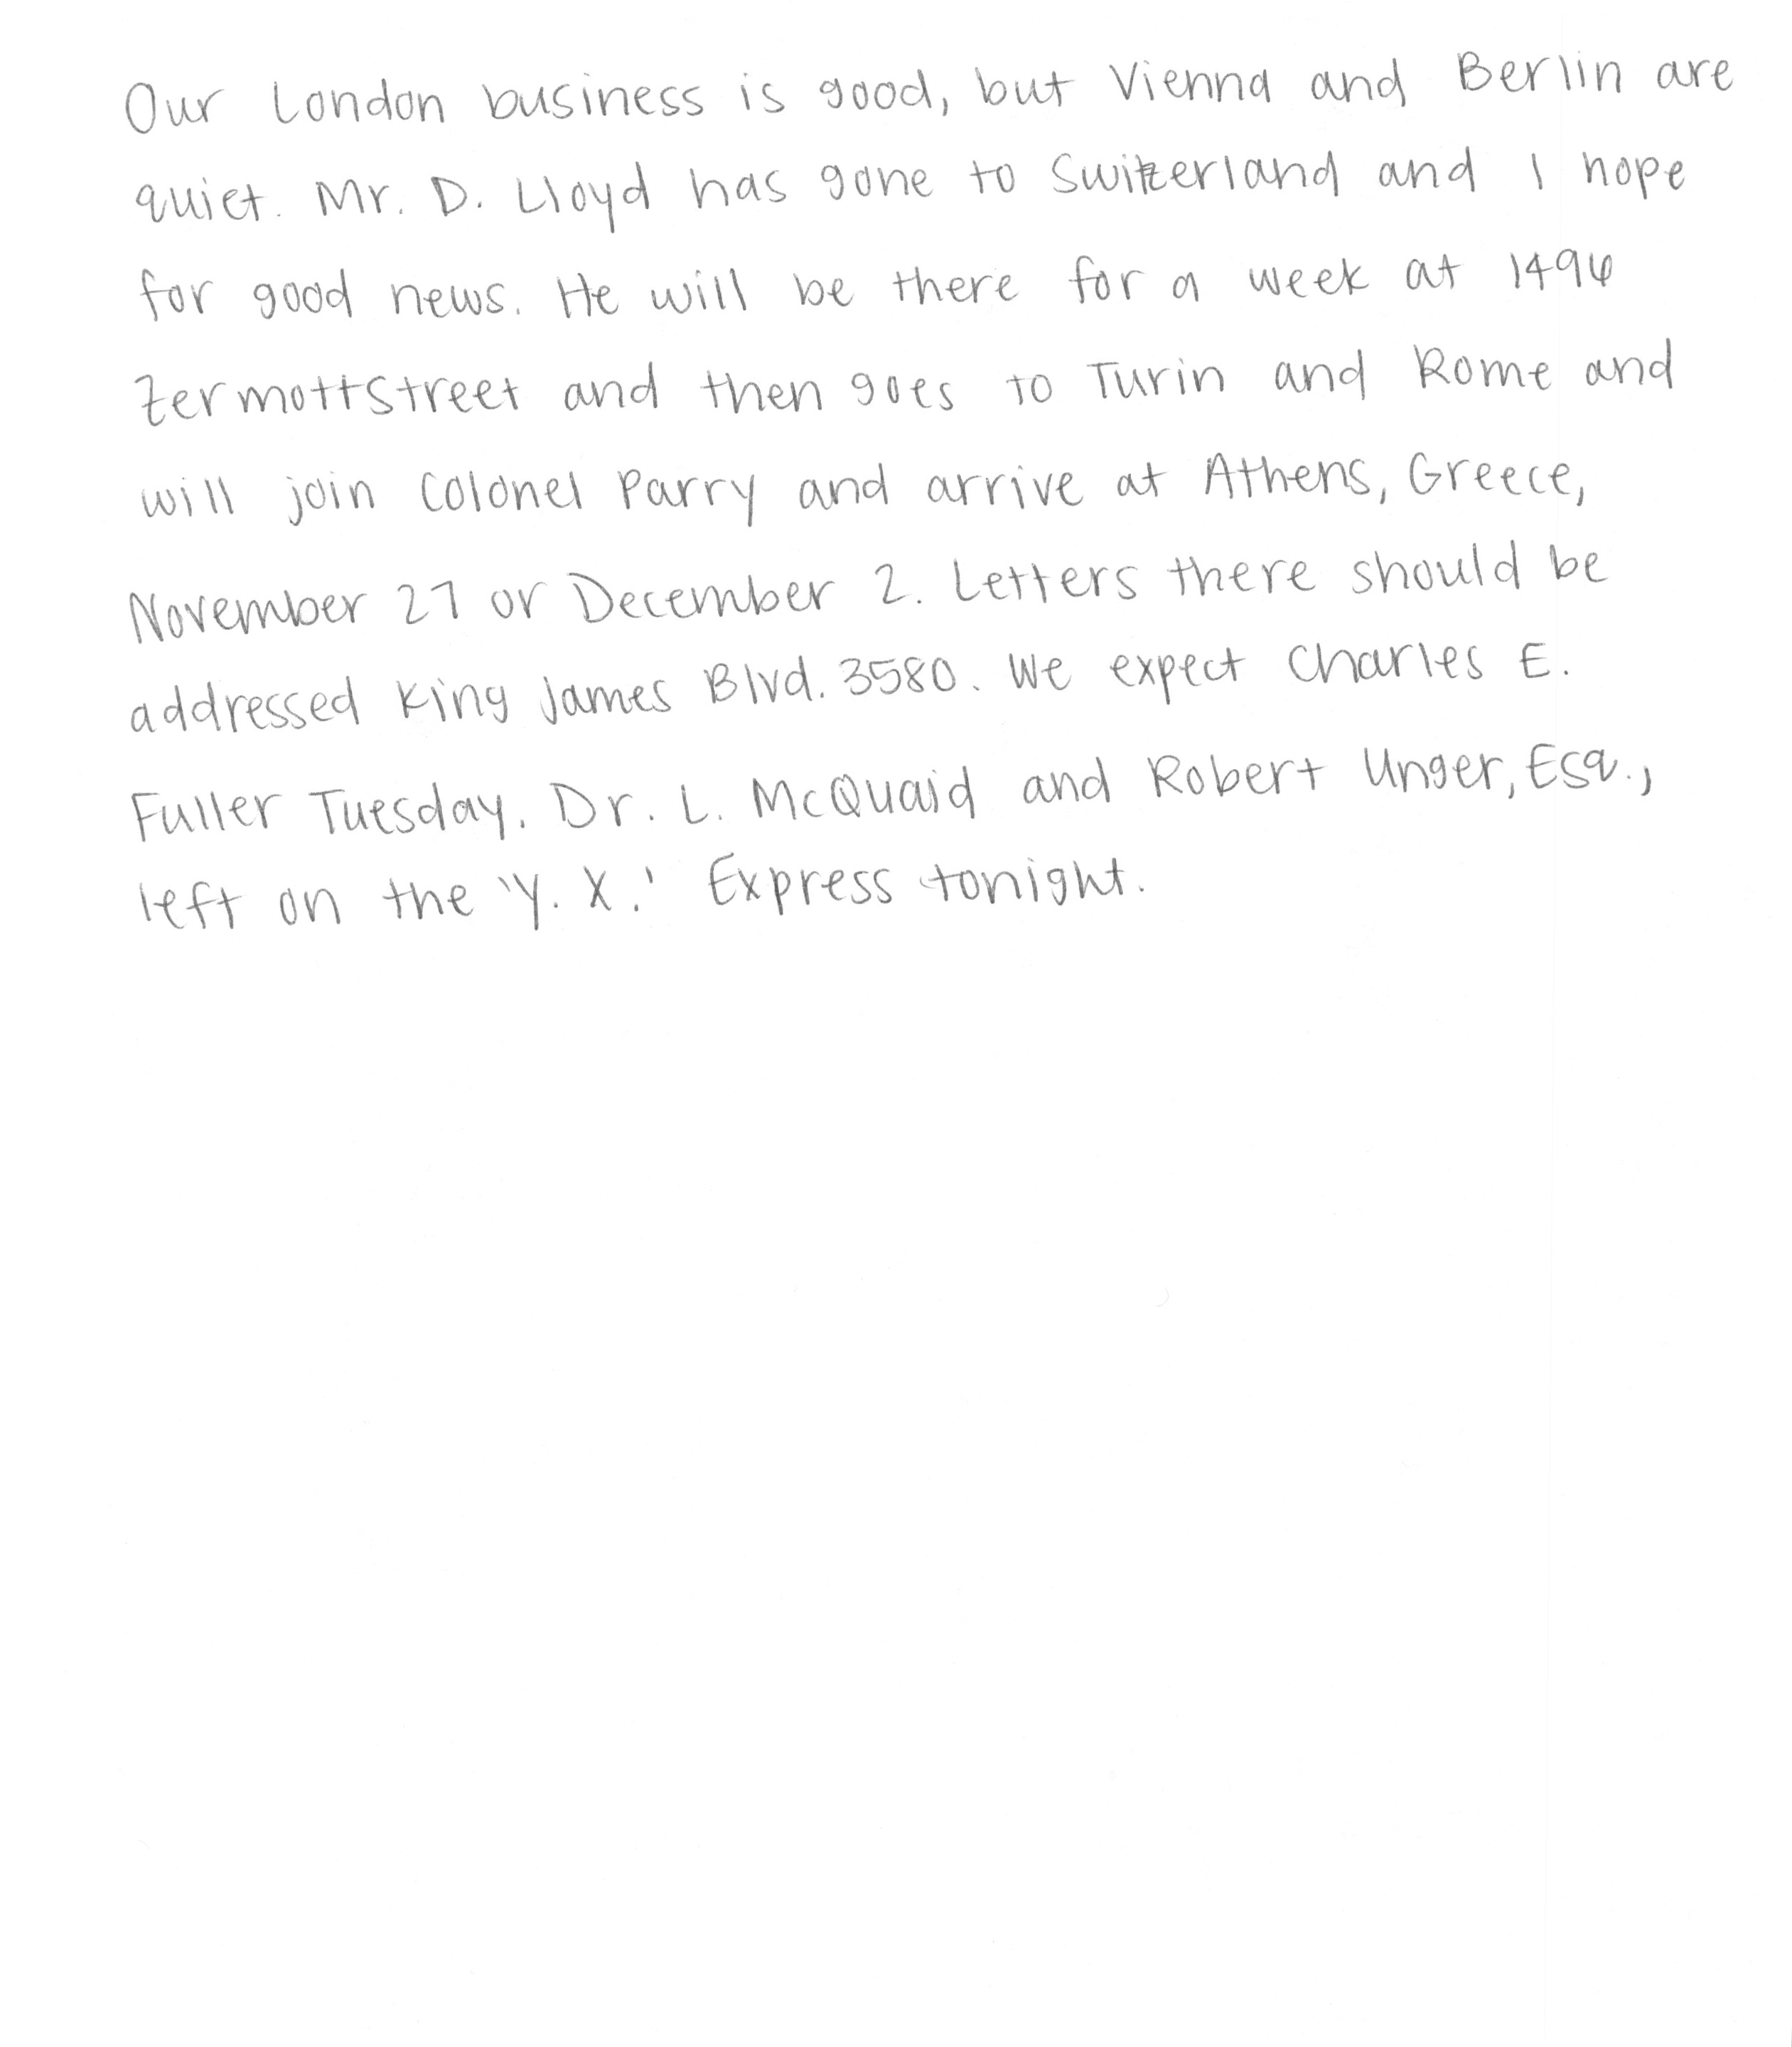 Our London business is good, but Vienna and Berlin are
quiet. Mr. D. Lloyd has gone to Switzerland and I hope
for good news. He will be there for a week at 1496
Zermott Street and then goes to Turin and Rome and
will join Colonel Parry and arrive at Athens, Greece,
November 27 or December 2. Letters there should be
addressed King James Blvd. 3580. We expect Charles E.
Fuller Tuesday. Dr. L. McQuaid and Robert Unger, Esq.,
left on the 'Y. X.' Express tonight.